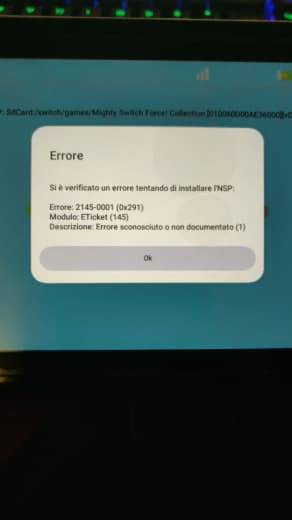 SdCard:/switch/games/Mighty Switch Force! Collection
Errore
Si è verificato un errore tentando di installare l'NSP:
Errore: 2145-0001 (0x291)
Modulo: ETicket (145)
Descrizione: Errore sconosciuto o non documentato (1)
Ok